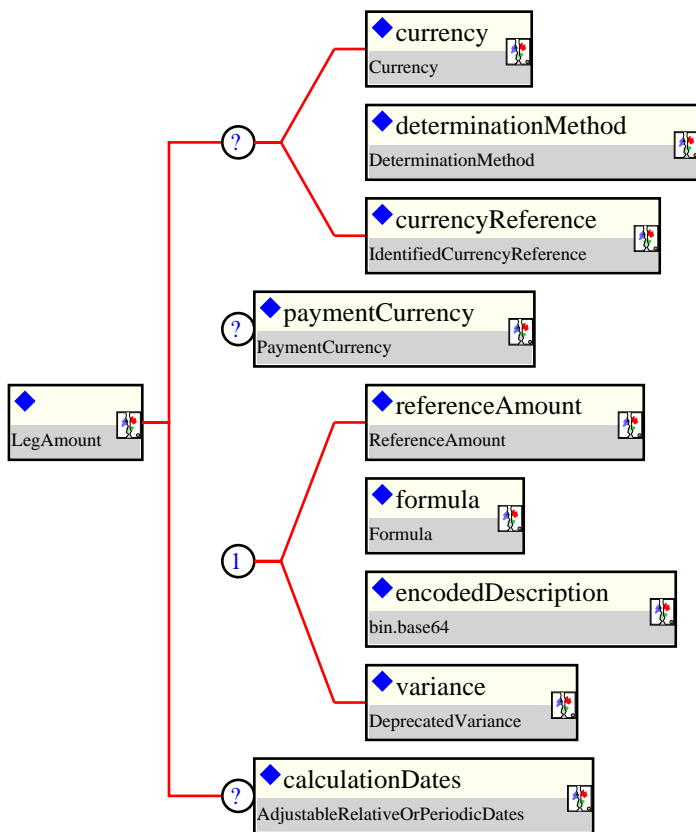 currency
Currency
?
determinationMethod
DeterminationMethod
currencyReference
IdentifiedCurrencyReference
?
paymentCurrency
PaymentCurrency
LegAmount
referenceAmount
ReferenceAmount
formula
Formula
1
encodedDescription
bin.base64
variance
DeprecatedVariance
?
calculationDates
AdjustableRelativeOrPeriodicDates